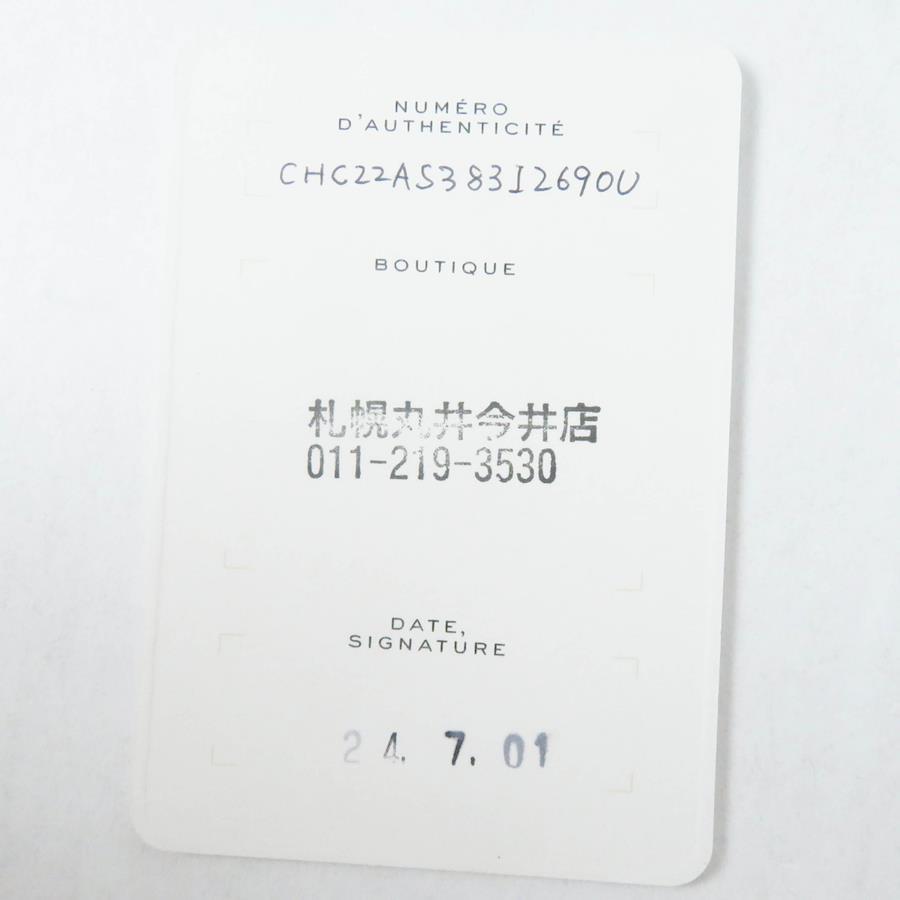 NUMÉRO
D'AUTHENTICITÉ
CHC22AS383I2690U
BOUTIQUE
札幌丸井今井店
011-219-3530
DATE,
SIGNATURE
24. 7. 01